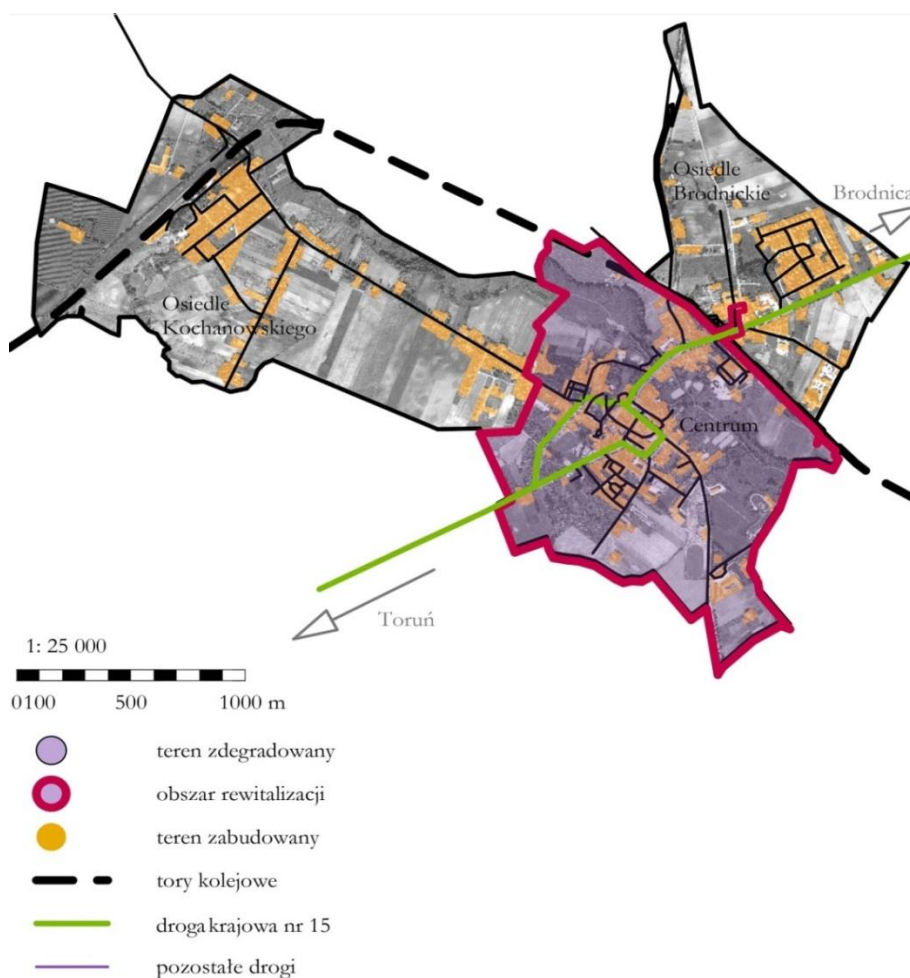 Osiedle
Brodnickie
Brodnica
Osiedle
Kochanowskiego
Centrum
Toruń
1: 25 000
0100 500 1000 m
teren zdegradowany
obszar rewitalizacji
teren zabudowany
tory kolejowe
droga krajowa nr 15
pozostałe drogi